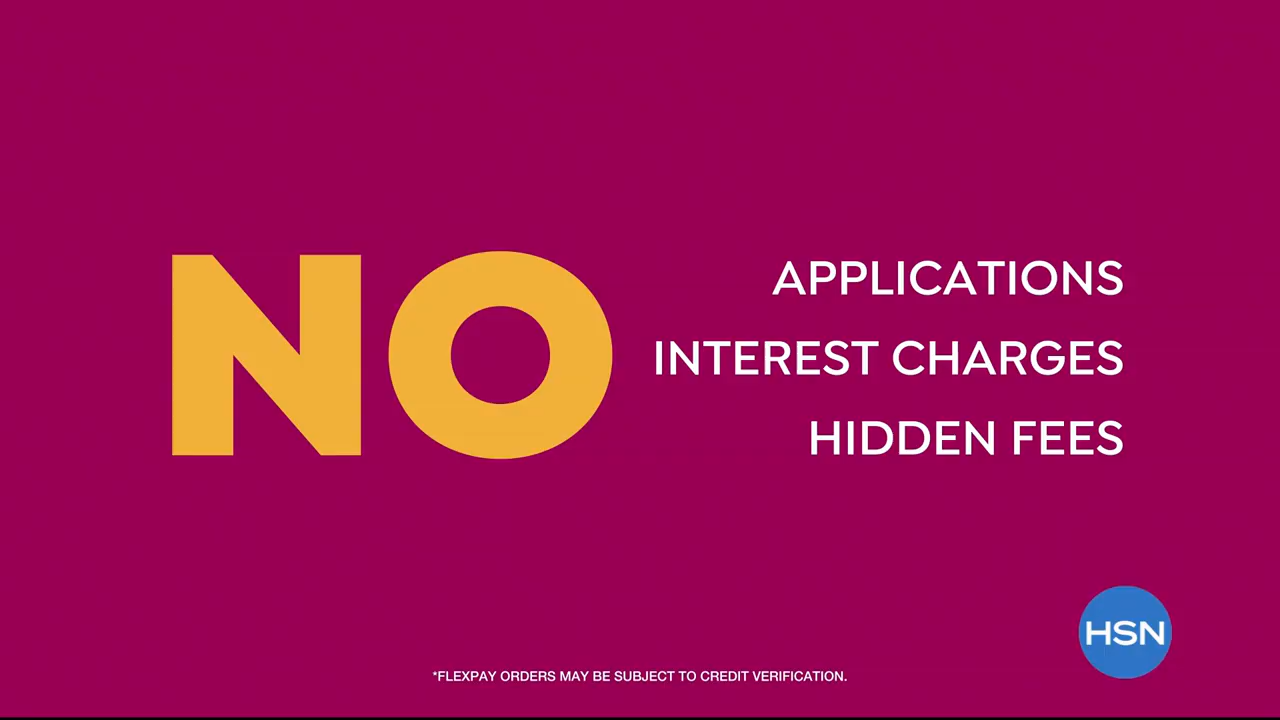 NO
APPLICATIONS
INTEREST CHARGES
HIDDEN FEES
HSN
*FLEXPAY ORDERS MAY BE SUBJECT TO CREDIT VERIFICATION.